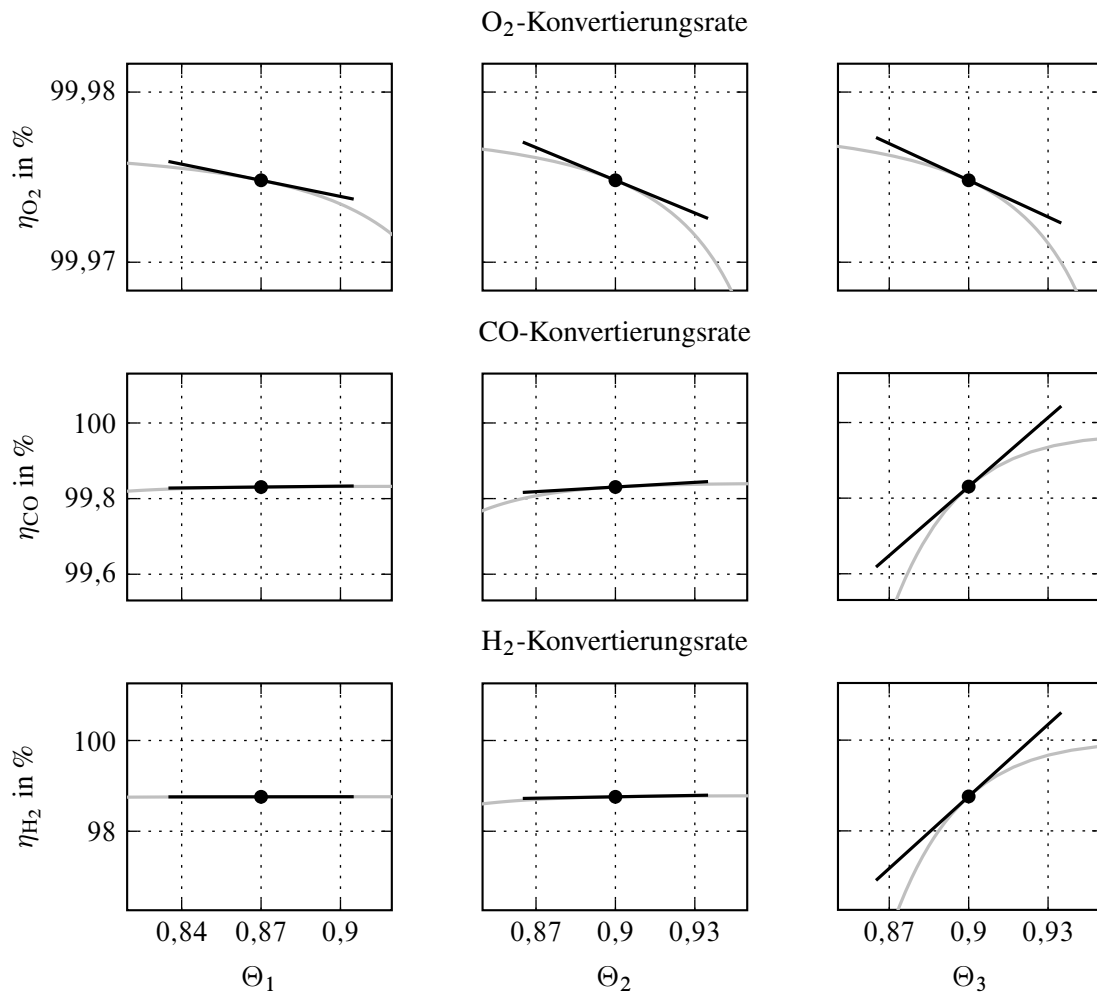 O₂-Konvertierungsrate
99,98
99,97
η_O₂ in %
CO-Konvertierungsrate
100
99,8
99,6
η_CO in %
H₂-Konvertierungsrate
100
98
η_H₂ in %
0,84 0,87 0,9
0,87 0,9 0,93
0,87 0,9 0,93
Θ₁ Θ₂ Θ₃